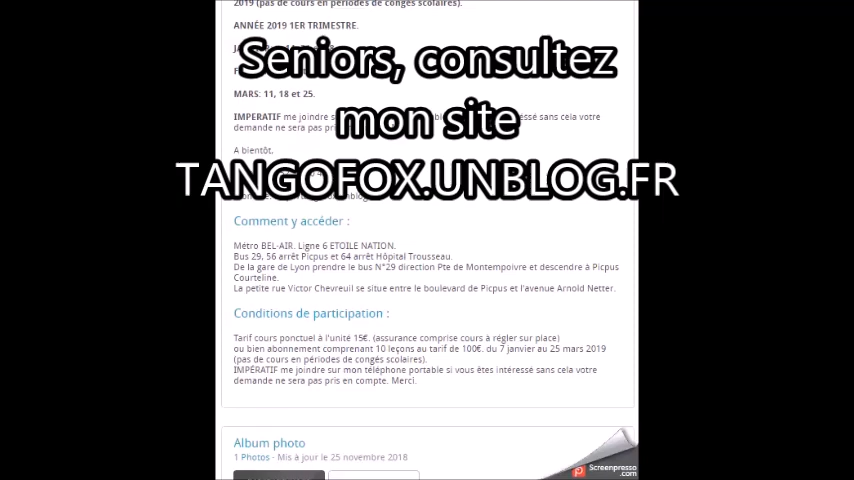 2019 (pas de cours en périodes de congés scolaires).
ANNÉE 2019 1ER TRIMESTRE.
Seniors, consultez
MARS: 11, 18 et 25.
mon site
IMPERATIF me joindre intéressé sans cela votre
demande ne sera pas
A bientôt.
TANGOFOX.UNBLOG.FR
Comment y accéder :
Métro BEL-AIR. Ligne 6 ETOILE NATION.
Bus 29, 56 arrêt Picpus et 64 arrêt Hôpital Trousseau.
De la gare de Lyon prendre le bus N°29 direction Pte de Montempoivre et descendre à Picpus
Courteline.
La petite rue Victor Chevreuil se situe entre le boulevard de Picpus et l'avenue Arnold Netter.
Conditions de participation :
Tarif cours ponctuel à l'unité 15€. (assurance comprise cours à régler sur place)
ou bien abonnement comprenant 10 leçons au tarif de 100€. du 7 janvier au 25 mars 2019
(pas de cours en périodes de congés scolaires).
IMPÉRATIF me joindre sur mon téléphone portable si vous êtes intéressé sans cela votre
demande ne sera pas pris en compte. Merci.
Album photo
1 Photos - Mis à jour le 25 novembre 2018
Screenpresso
.com